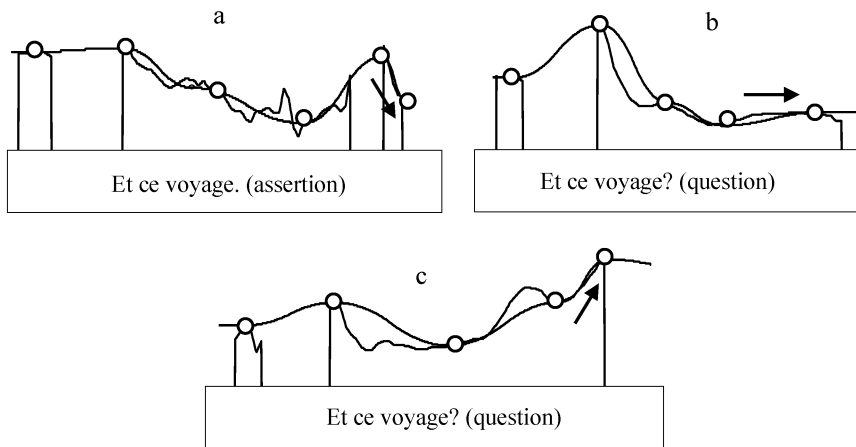 a
Et ce voyage. (assertion)
b
Et ce voyage? (question)
c
Et ce voyage? (question)